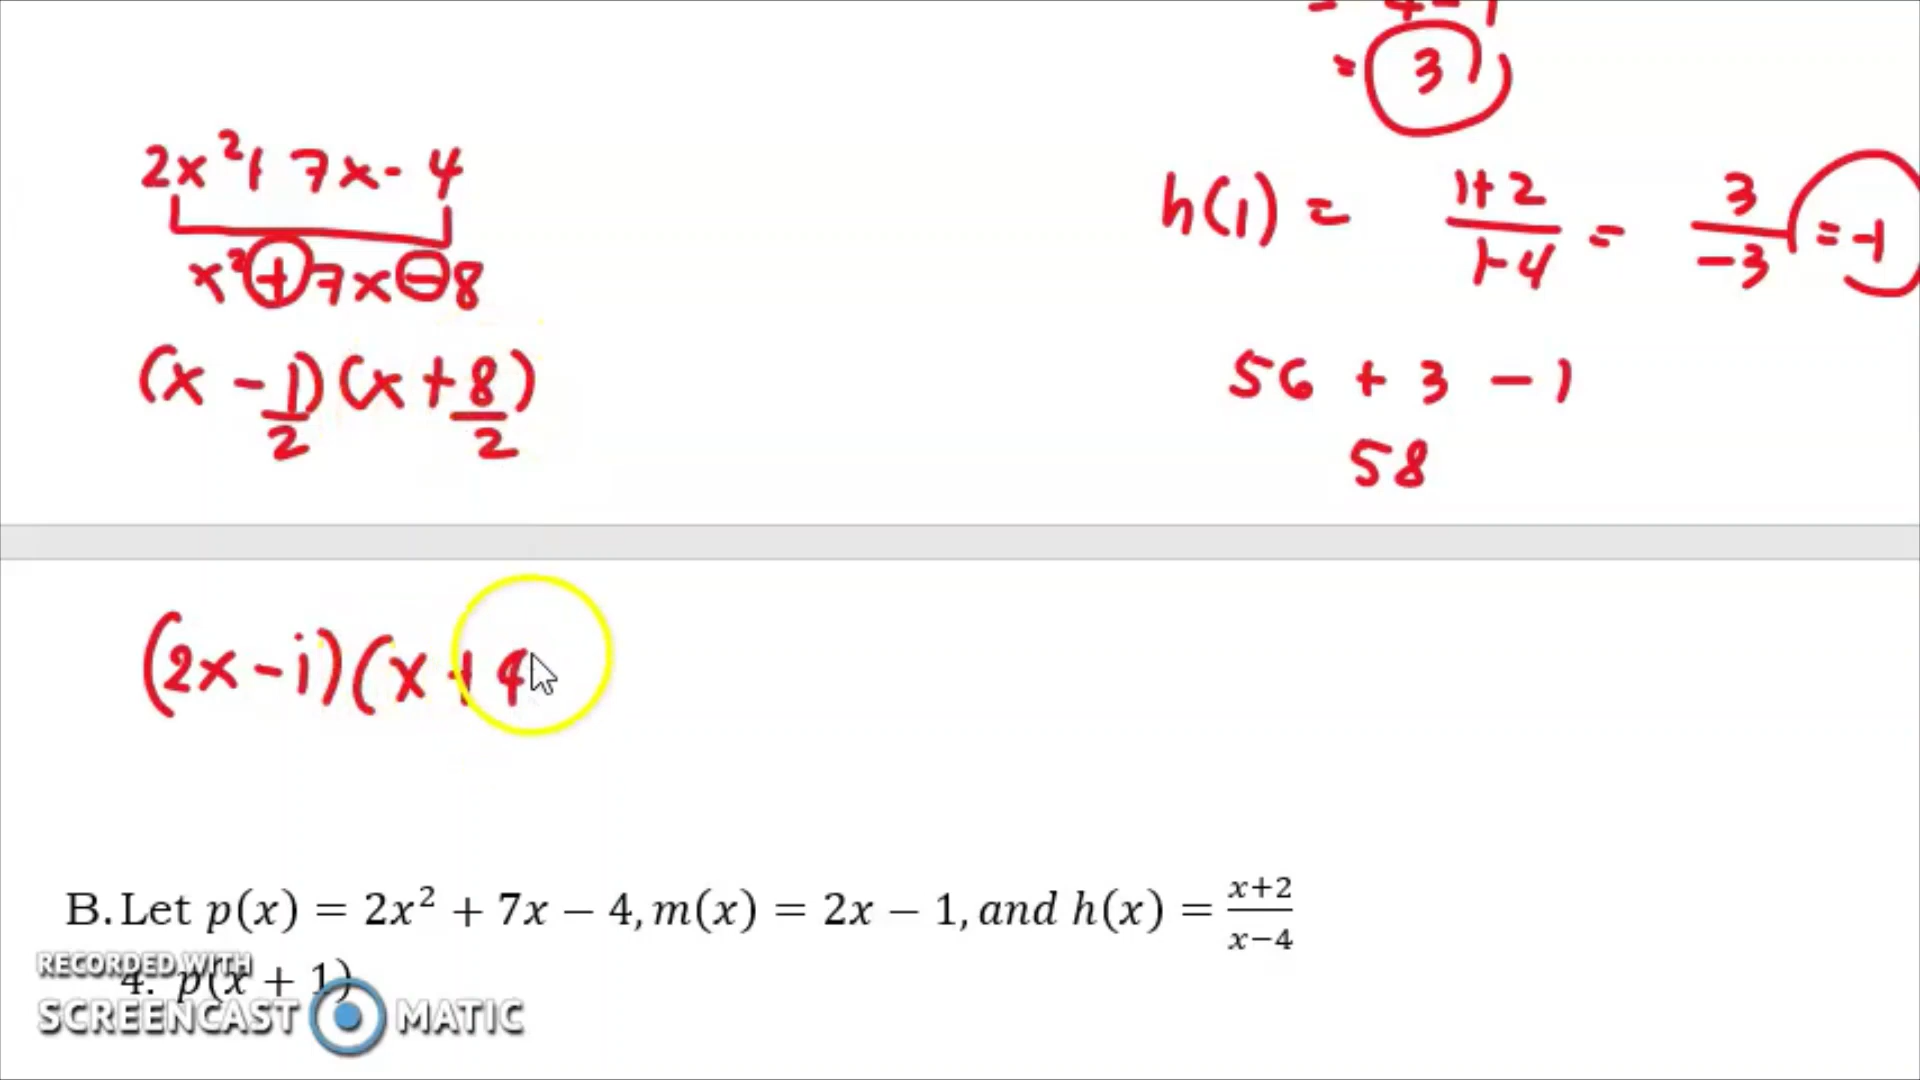 = 4 - 1
= 3
2x² + 7x - 4
x² + 7x - 8
(x - 1/2)(x + 8/2)
h(1) = (1+2)/(1-4) = 3/-3 = -1
56 + 3 - 1
58
(2x - 1)(x + 4
B. Let p(x) = 2x² + 7x − 4, m(x) = 2x − 1, and h(x) = (x+2)/(x−4)
4. p(x + 1)
RECORDED WITH
SCREENCAST MATIC